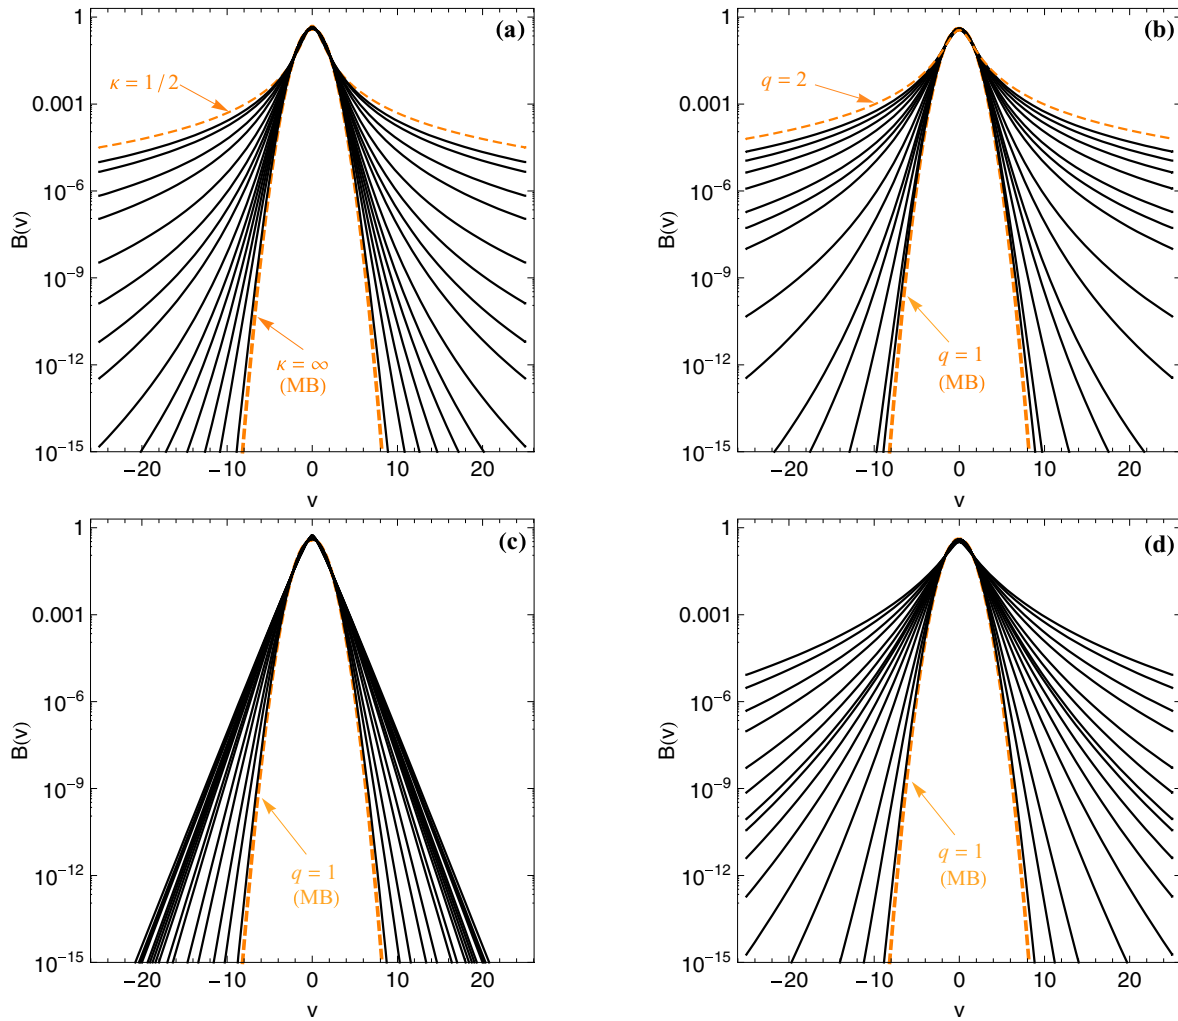 1
(a)
κ = 1/2
0.001
10⁻⁶
B(v)
10⁻⁹
κ = ∞
(MB)
10⁻¹²
10⁻¹⁵
−20 −10 0 10 20
v
1
(b)
q = 2
0.001
10⁻⁶
B(v)
10⁻⁹
q = 1
(MB)
10⁻¹²
10⁻¹⁵
−20 −10 0 10 20
v
1
(c)
0.001
10⁻⁶
B(v)
10⁻⁹
10⁻¹²
q = 1
(MB)
10⁻¹⁵
−20 −10 0 10 20
v
1
(d)
0.001
10⁻⁶
B(v)
10⁻⁹
q = 1
(MB)
10⁻¹²
10⁻¹⁵
−20 −10 0 10 20
v